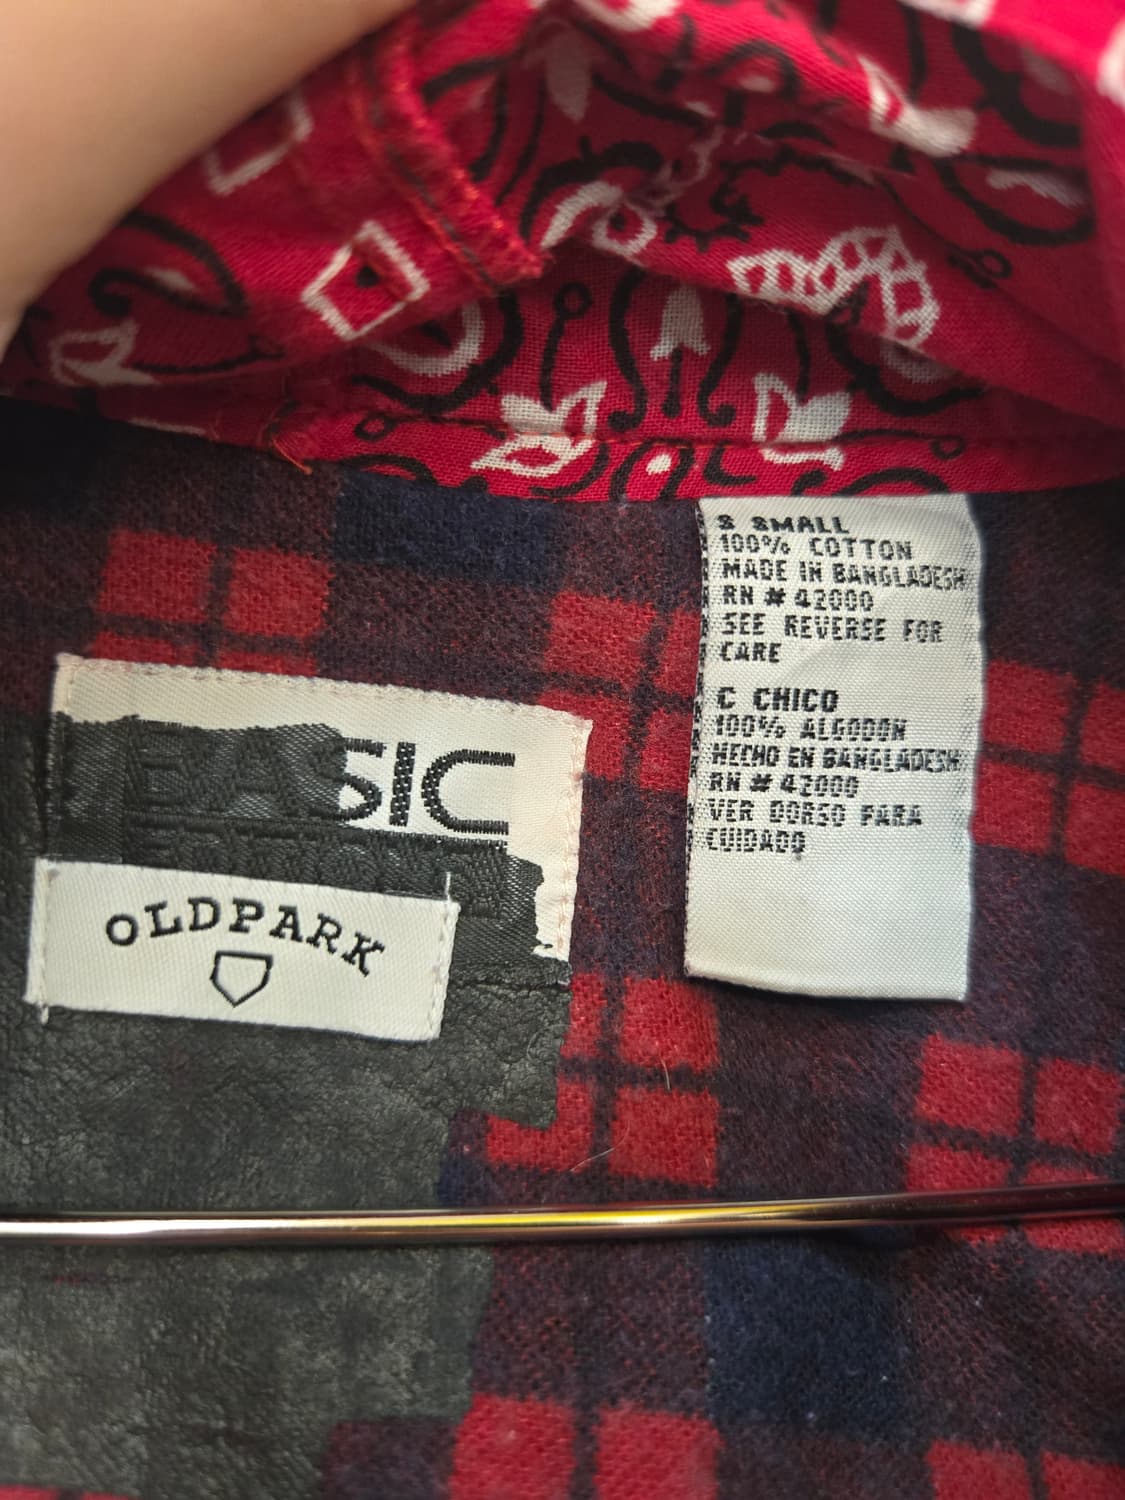 BASIC
EDITIONS
OLDPARK
S SMALL
100% COTTON
MADE IN BANGLADESH
RN # 42000
SEE REVERSE FOR
CARE
C CHICO
100% ALGODON
HECHO EN BANGLADESH
RN # 42000
VER DORSO PARA
CUIDADO